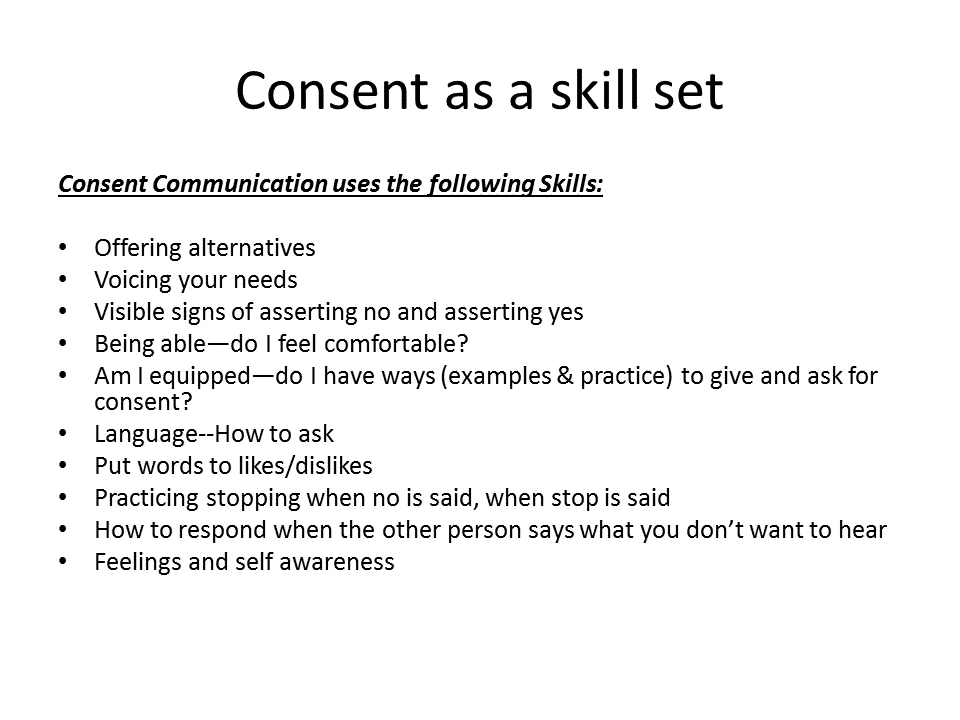 Consent as a skill set
Consent Communication uses the following Skills:
• Offering alternatives
• Voicing your needs
• Visible signs of asserting no and asserting yes
• Being able—do I feel comfortable?
• Am I equipped—do I have ways (examples & practice) to give and ask for
consent?
• Language--How to ask
• Put words to likes/dislikes
• Practicing stopping when no is said, when stop is said
• How to respond when the other person says what you don’t want to hear
• Feelings and self awareness